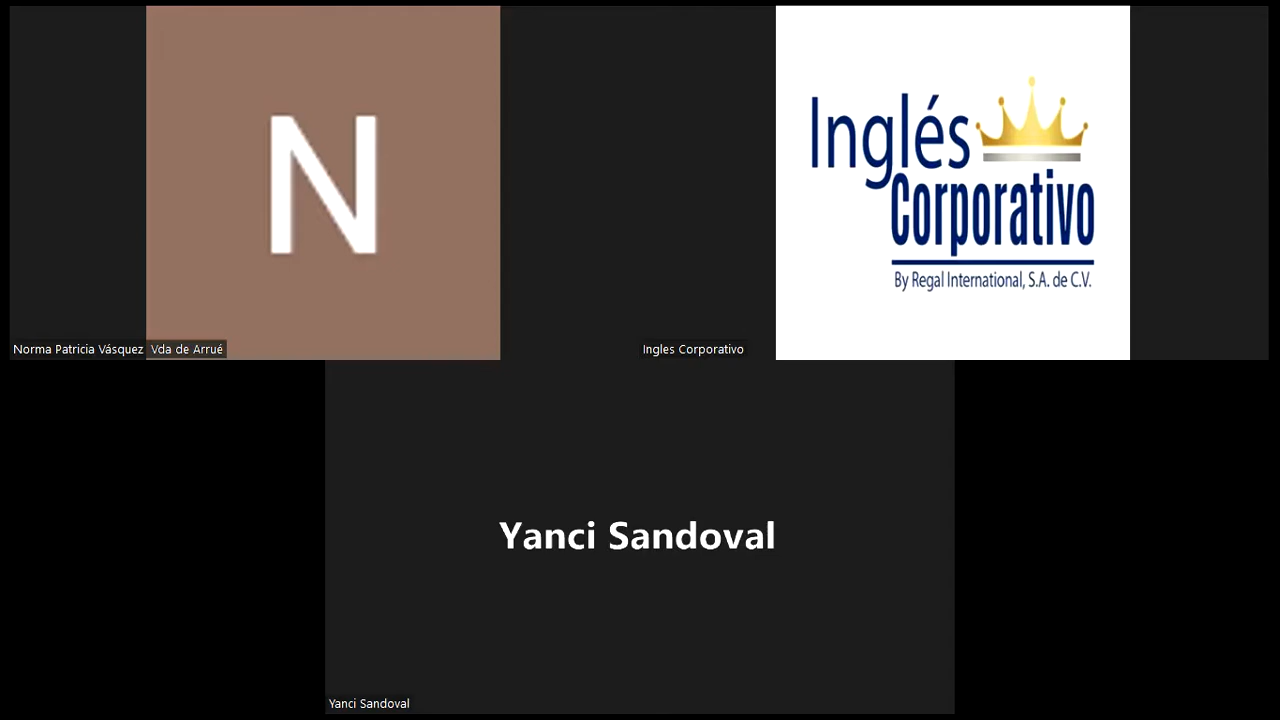 N
Inglés
Corporativo
By Regal International, S.A. de C.V.
Norma Patricia Vásquez Vda de Arrué
Ingles Corporativo
Yanci Sandoval
Yanci Sandoval